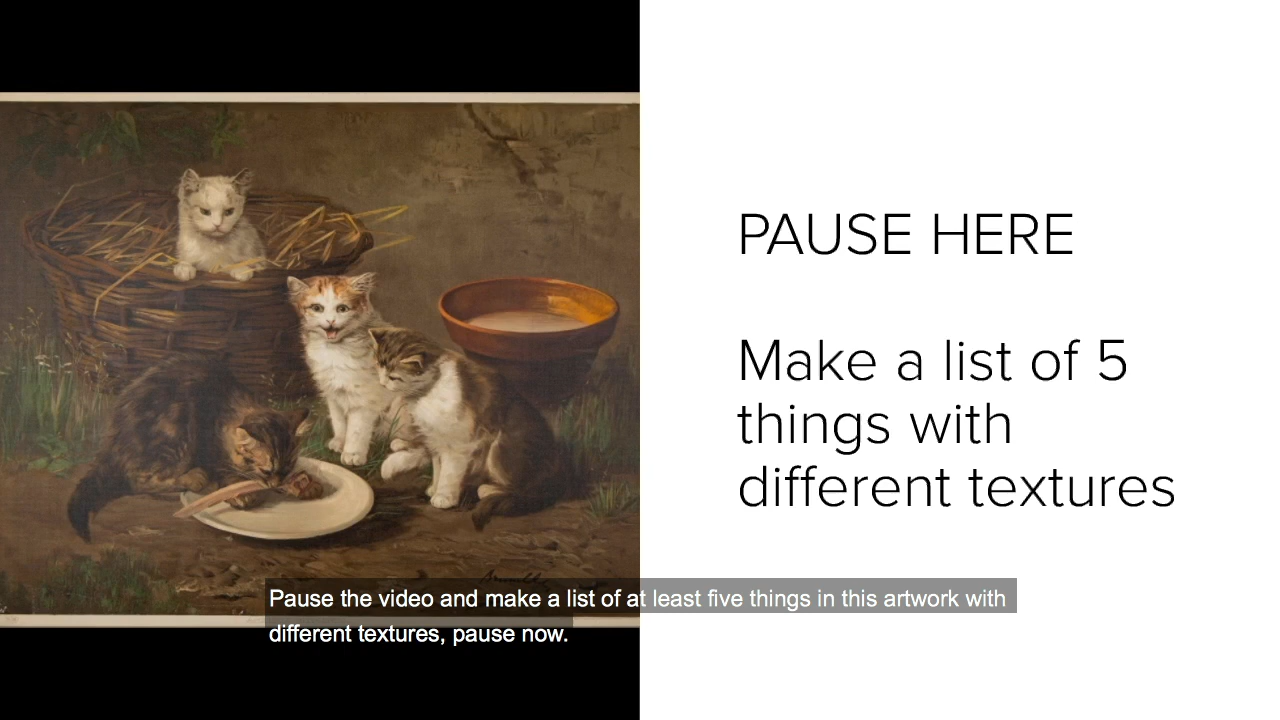 PAUSE HERE
Make a list of 5
things with
different textures
Pause the video and make a list of at least five things in this artwork with
different textures, pause now.